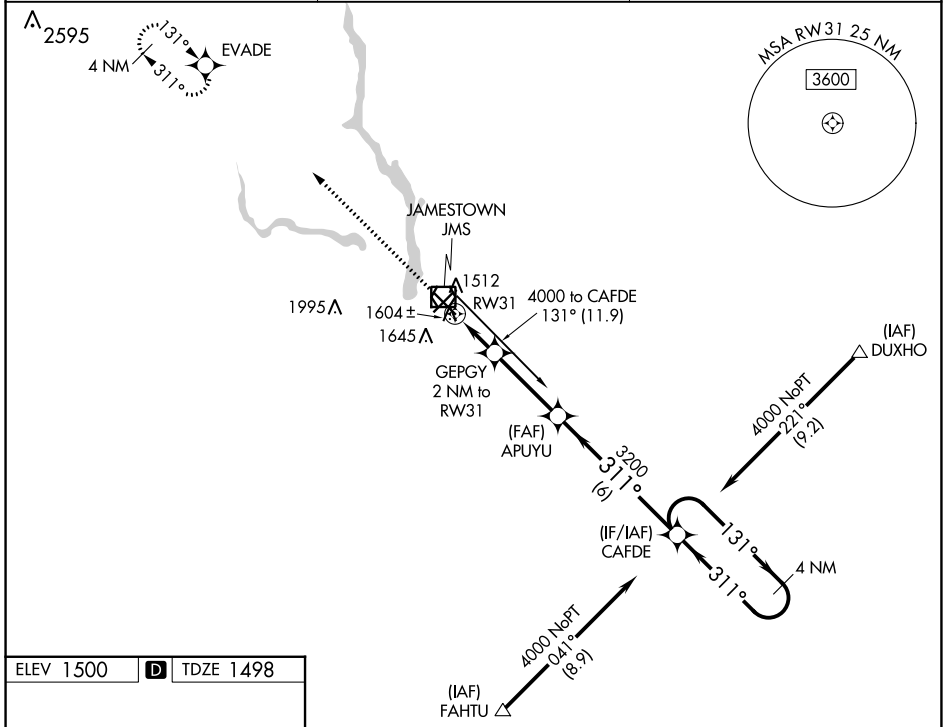 2595
131°
EVADE
4 NM
311°
MSA RW31 25 NM
3600
JAMESTOWN
JMS
1512
RW31
4000 to CAFDE
131° (11.9)
1995
1604 ±
1645
(IAF)
DUXHO
GEPGY
2 NM to
RW31
4000 NoPT
221°
(9.2)
(FAF)
APUYU
3200
311°
(6)
(IF/IAF)
CAFDE
131°
4 NM
311°
4000 NoPT
041°
(8.9)
(IAF)
FAHTU
ELEV 1500 D TDZE 1498